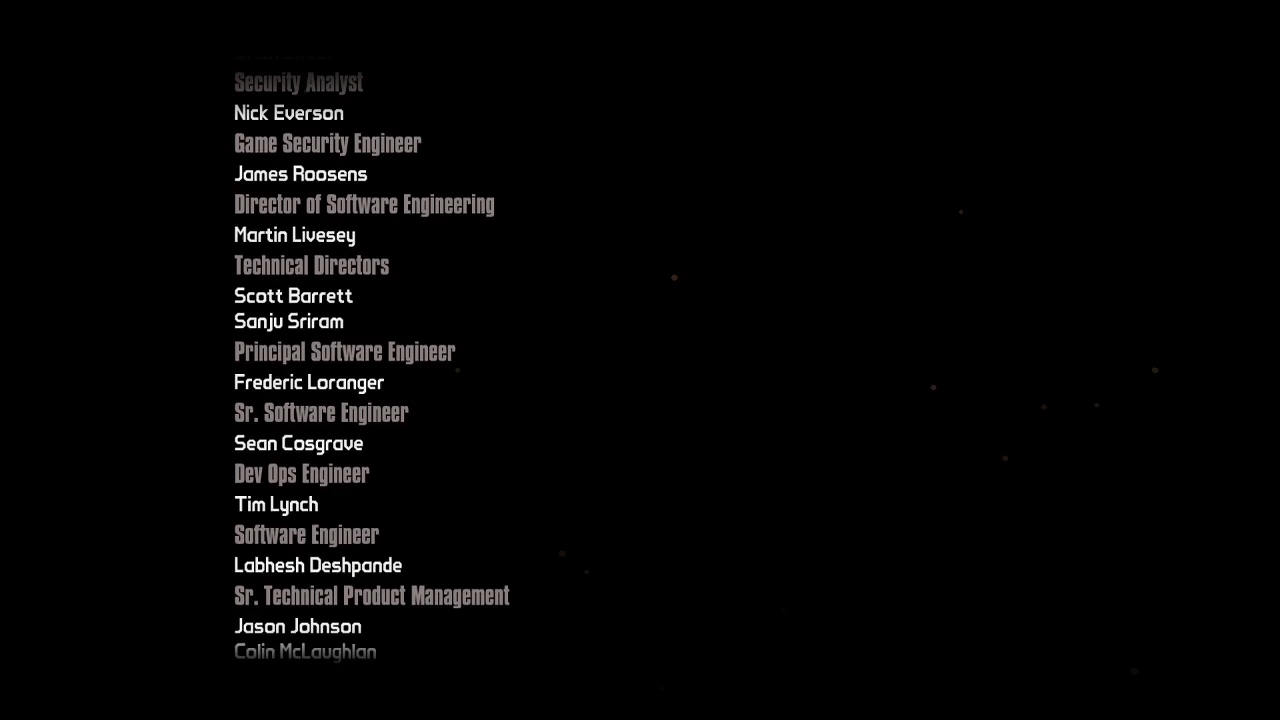 Security Analyst
Nick Everson
Game Security Engineer
James Roosens
Director of Software Engineering
Martin Livesey
Technical Directors
Scott Barrett
Sanju Sriram
Principal Software Engineer
Frederic Loranger
Sr. Software Engineer
Sean Cosgrave
Dev Ops Engineer
Tim Lynch
Software Engineer
Labhesh Deshpande
Sr. Technical Product Management
Jason Johnson
Colin McLaughlan